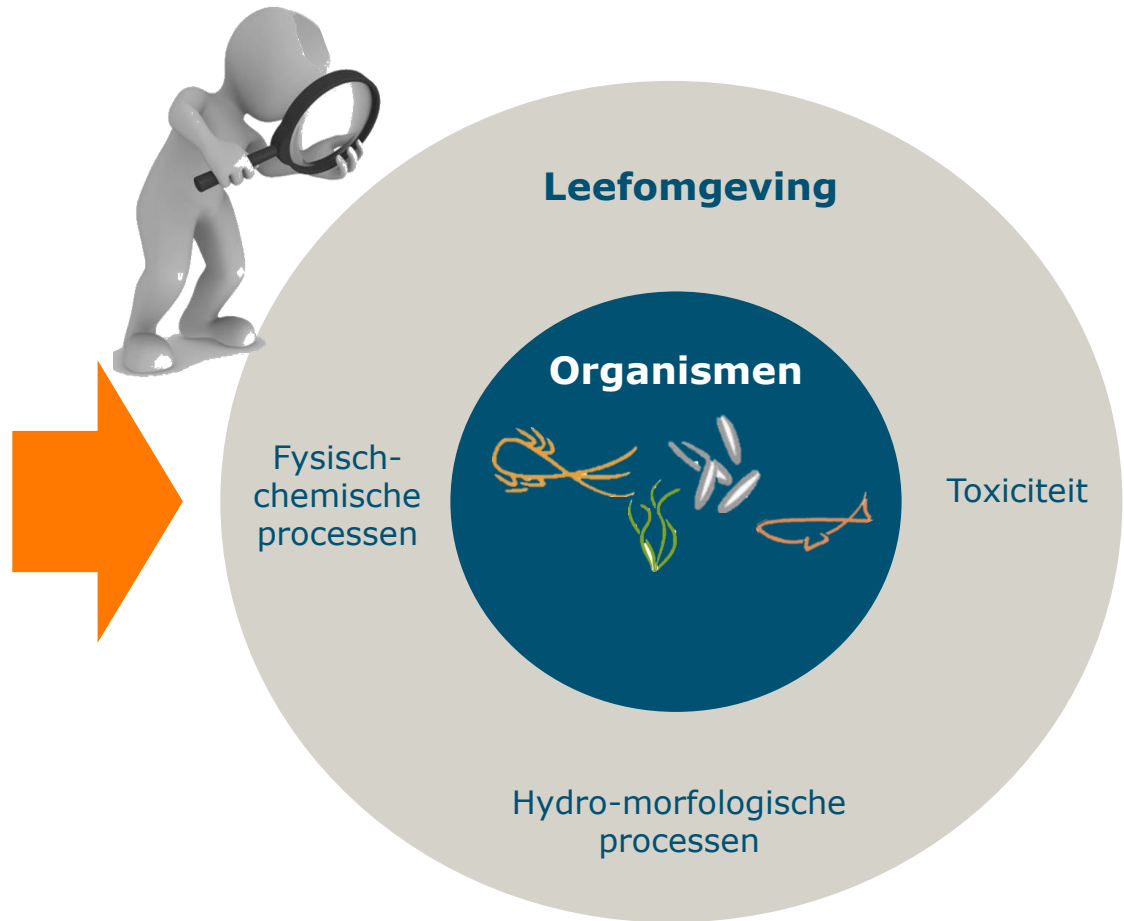 Leefomgeving
Organismen
Fysisch-
chemische
processen
Toxiciteit
Hydro-morfologische
processen